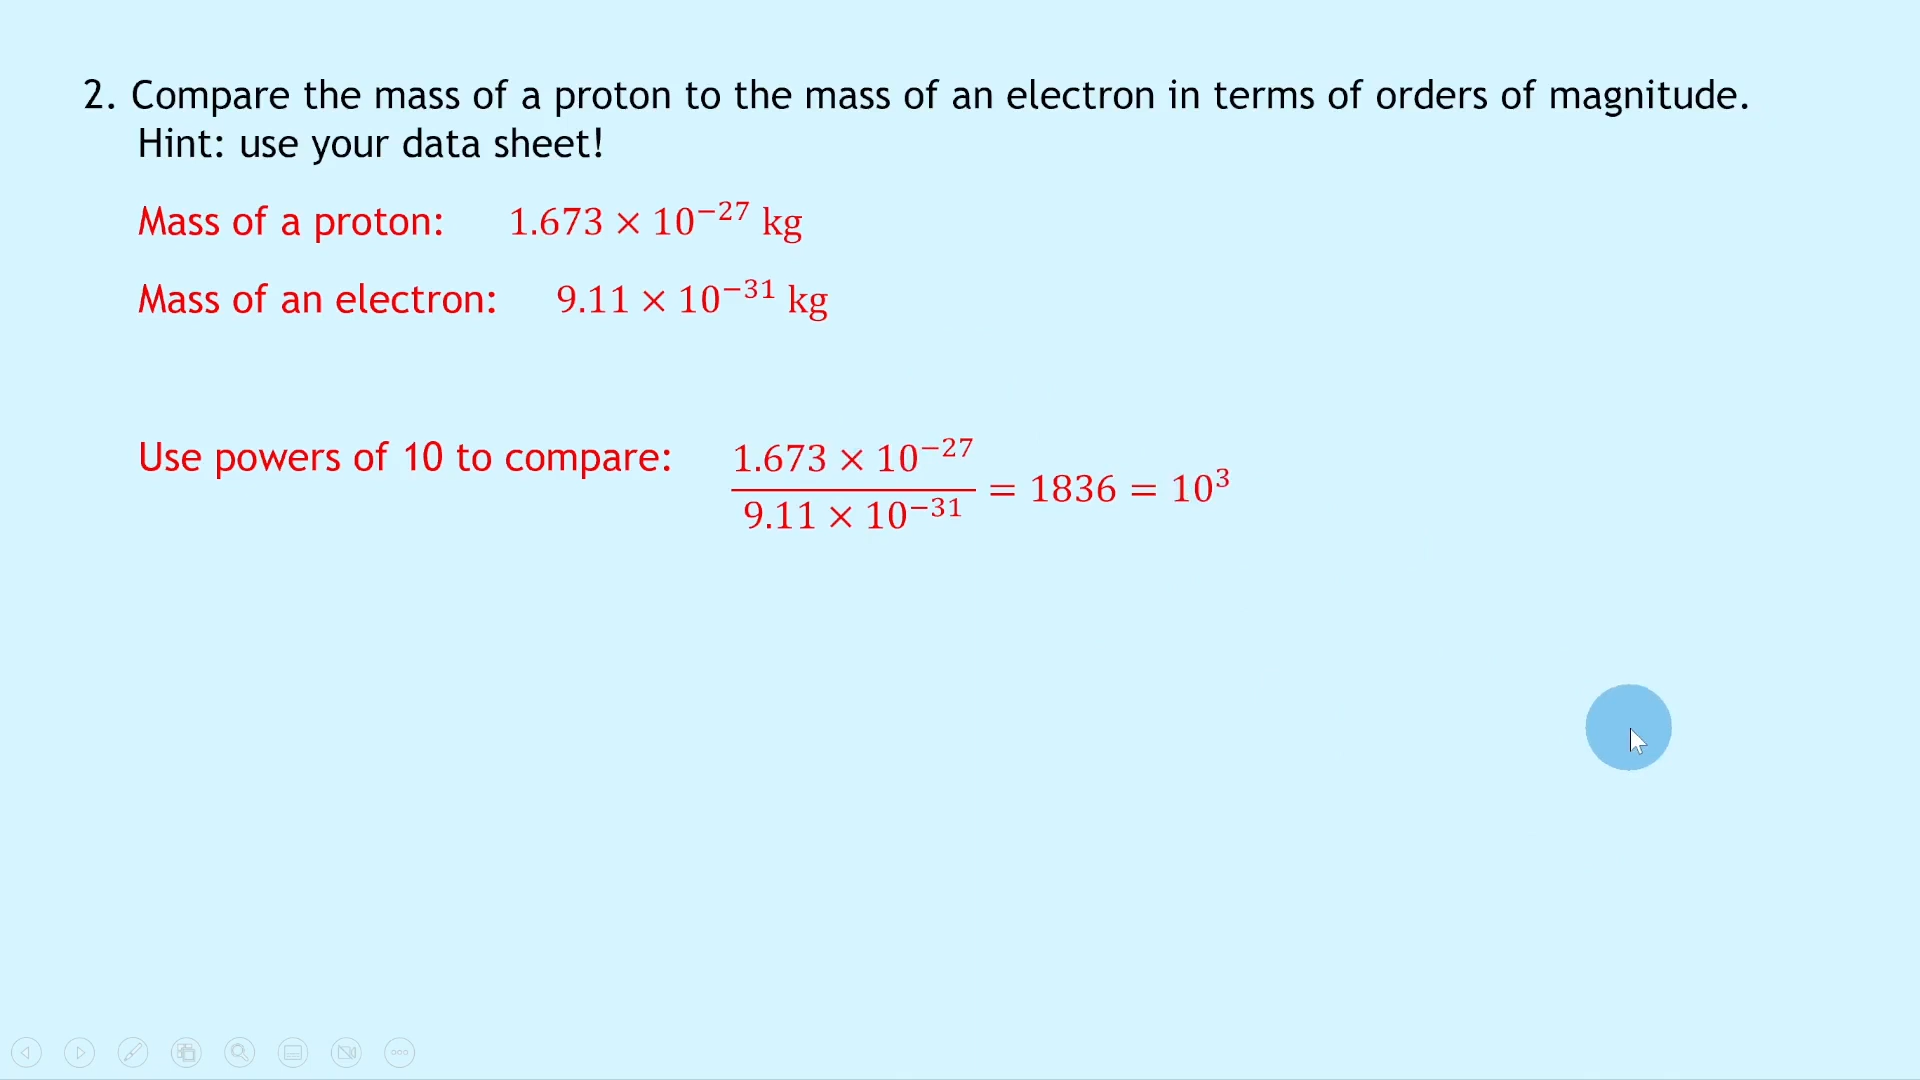 2. Compare the mass of a proton to the mass of an electron in terms of orders of magnitude.
Hint: use your data sheet!
Mass of a proton: 1.673 × 10⁻²⁷ kg
Mass of an electron: 9.11 × 10⁻³¹ kg
Use powers of 10 to compare: 1.673 × 10⁻²⁷ / 9.11 × 10⁻³¹ = 1836 = 10³